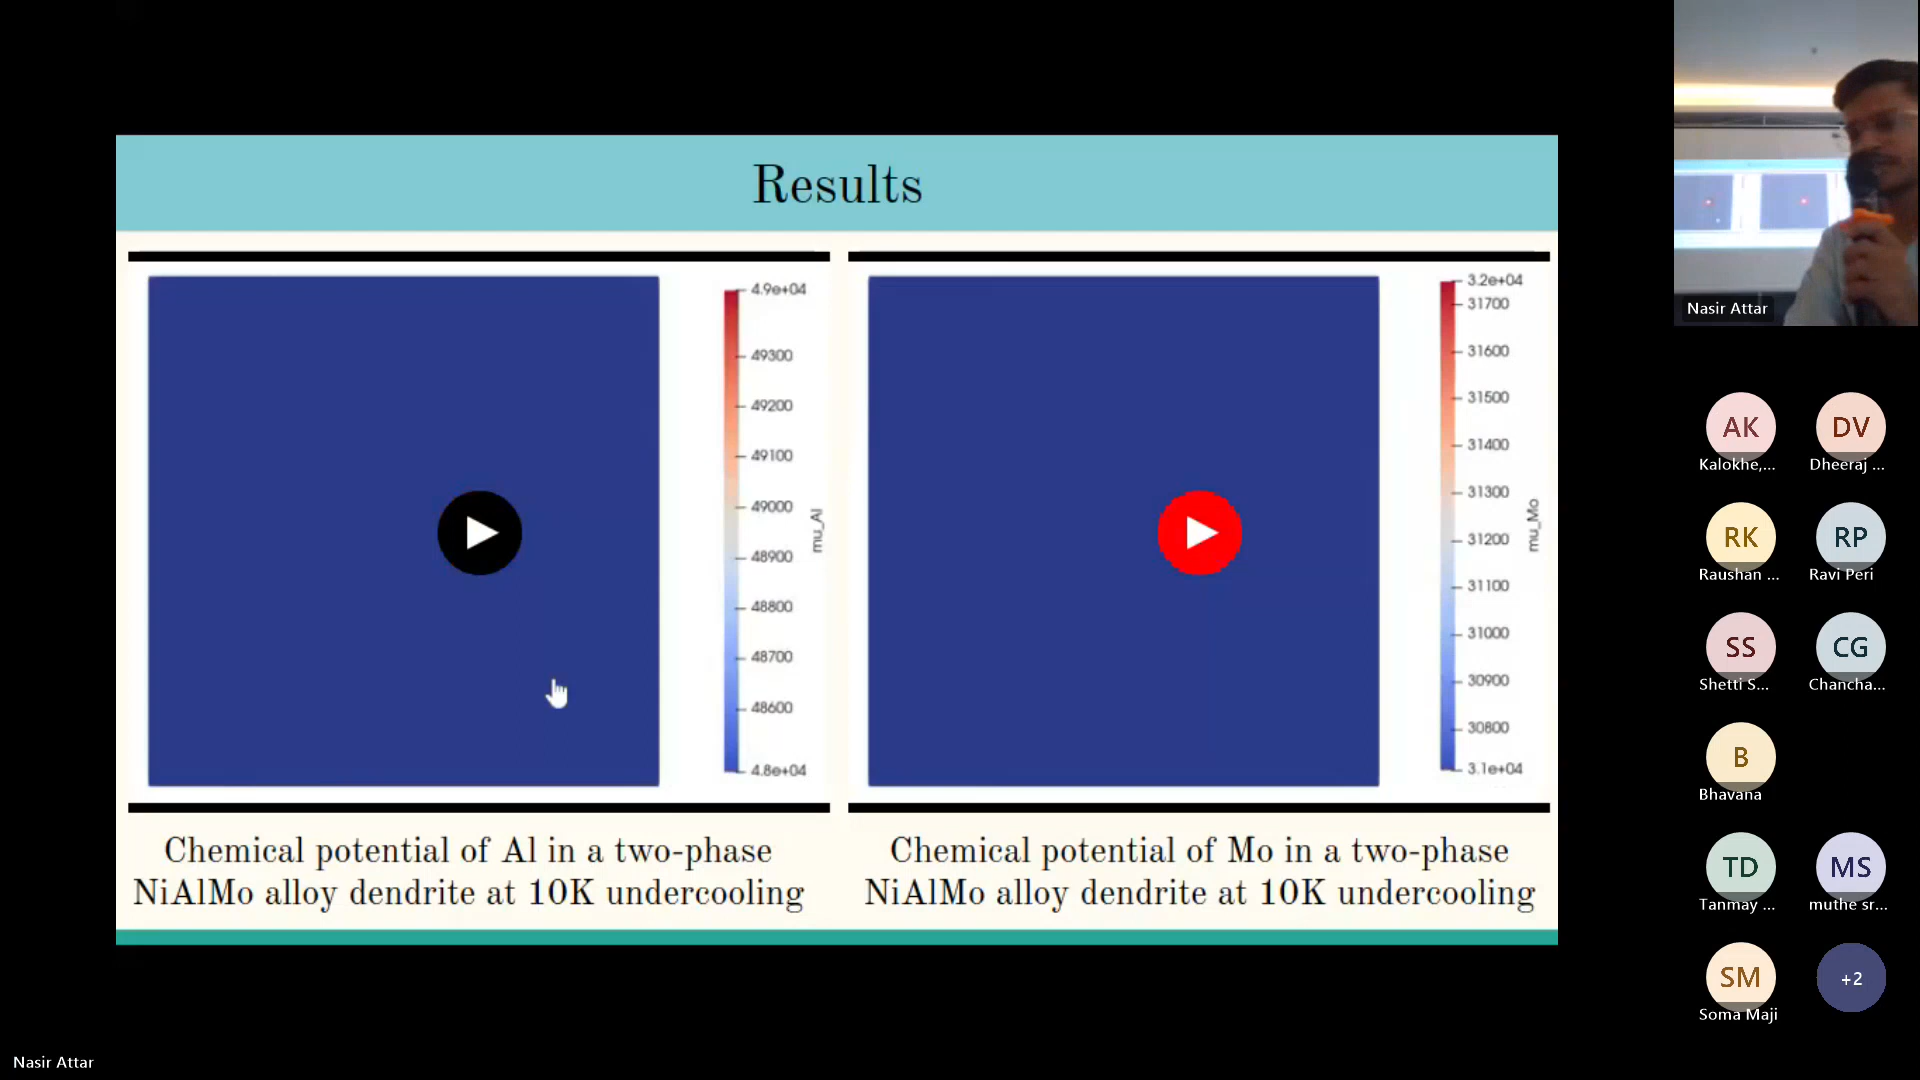 Results
4.9e+04
49300
49200
49100
49000
48900
48800
48700
48600
4.8e+04
mu_Al
3.2e+04
31700
31600
31500
31400
31300
31200
31100
31000
30900
30800
3.1e+04
mu_Mo
Chemical potential of Al in a two-phase
NiAlMo alloy dendrite at 10K undercooling
Chemical potential of Mo in a two-phase
NiAlMo alloy dendrite at 10K undercooling
Nasir Attar
AK
Kalokhe,...
DV
Dheeraj ...
RK
Raushan ...
RP
Ravi Peri
SS
Shetti S...
CG
Chancha...
B
Bhavana
TD
Tanmay ...
MS
muthe sr...
SM
Soma Maji
+2
Nasir Attar